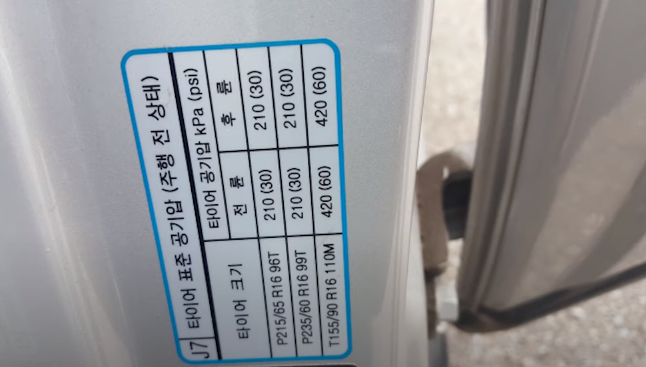 J7 타이어 표준 공기압 (주행 전 상태)
타이어 크기 타이어 공기압 kPa (psi)
전 륜 후 륜
P215/65 R16 96T 210 (30) 210 (30)
P235/60 R16 99T 210 (30) 210 (30)
T155/90 R16 110M 420 (60) 420 (60)